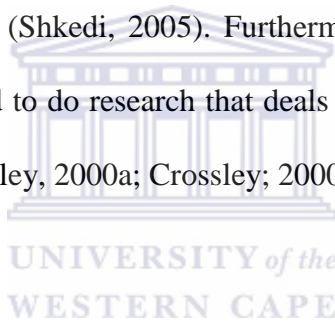 (Shkedi, 2005). Furtherm
to do research that deals
ley, 2000a; Crossley; 2000
UNIVERSITY of the
WESTERN CAPE